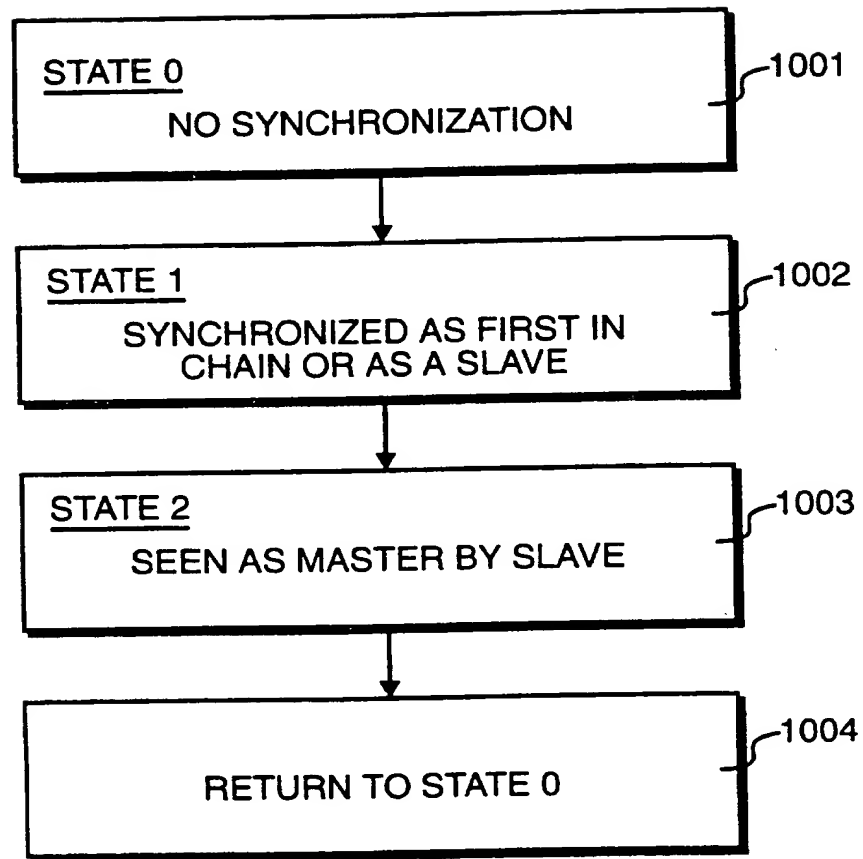 STATE 0
1001
NO SYNCHRONIZATION
STATE 1
1002
SYNCHRONIZED AS FIRST IN
CHAIN OR AS A SLAVE
STATE 2
1003
SEEN AS MASTER BY SLAVE
1004
RETURN TO STATE 0